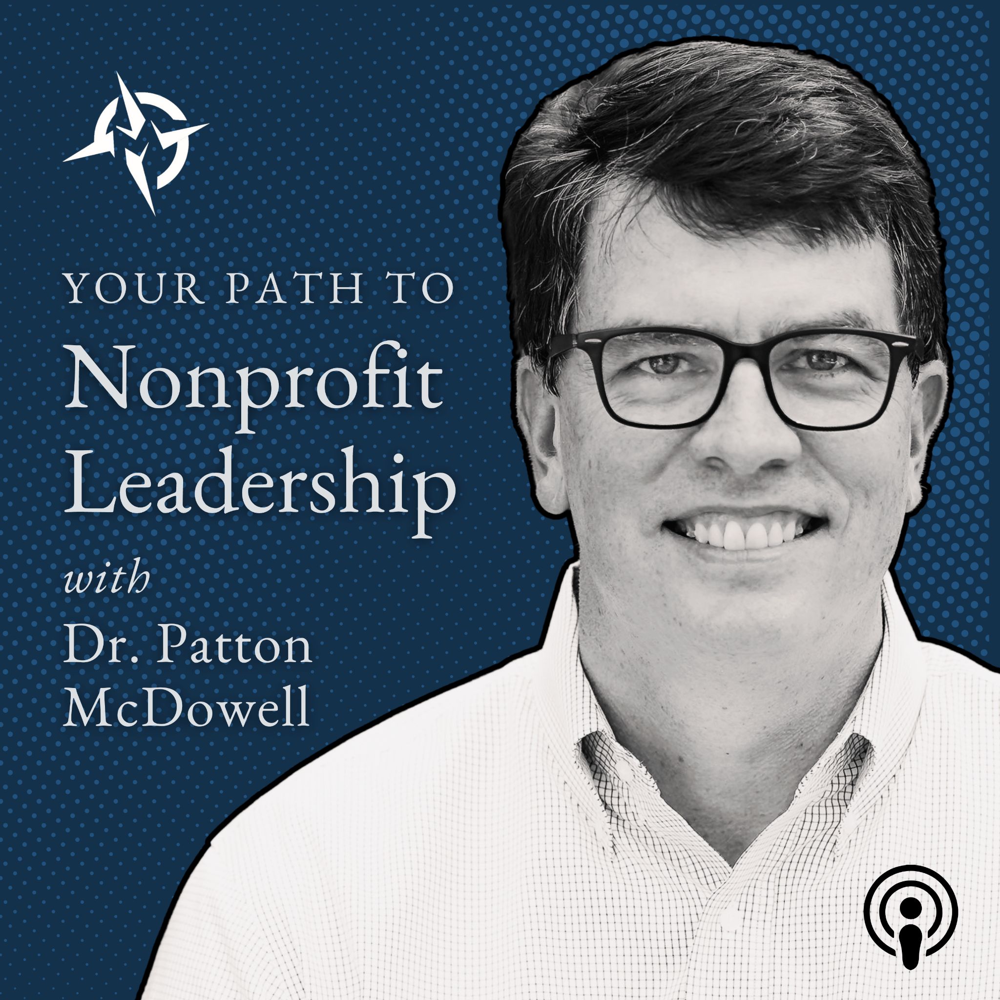 YOUR PATH TO
Nonprofit
Leadership
with
Dr. Patton
McDowell